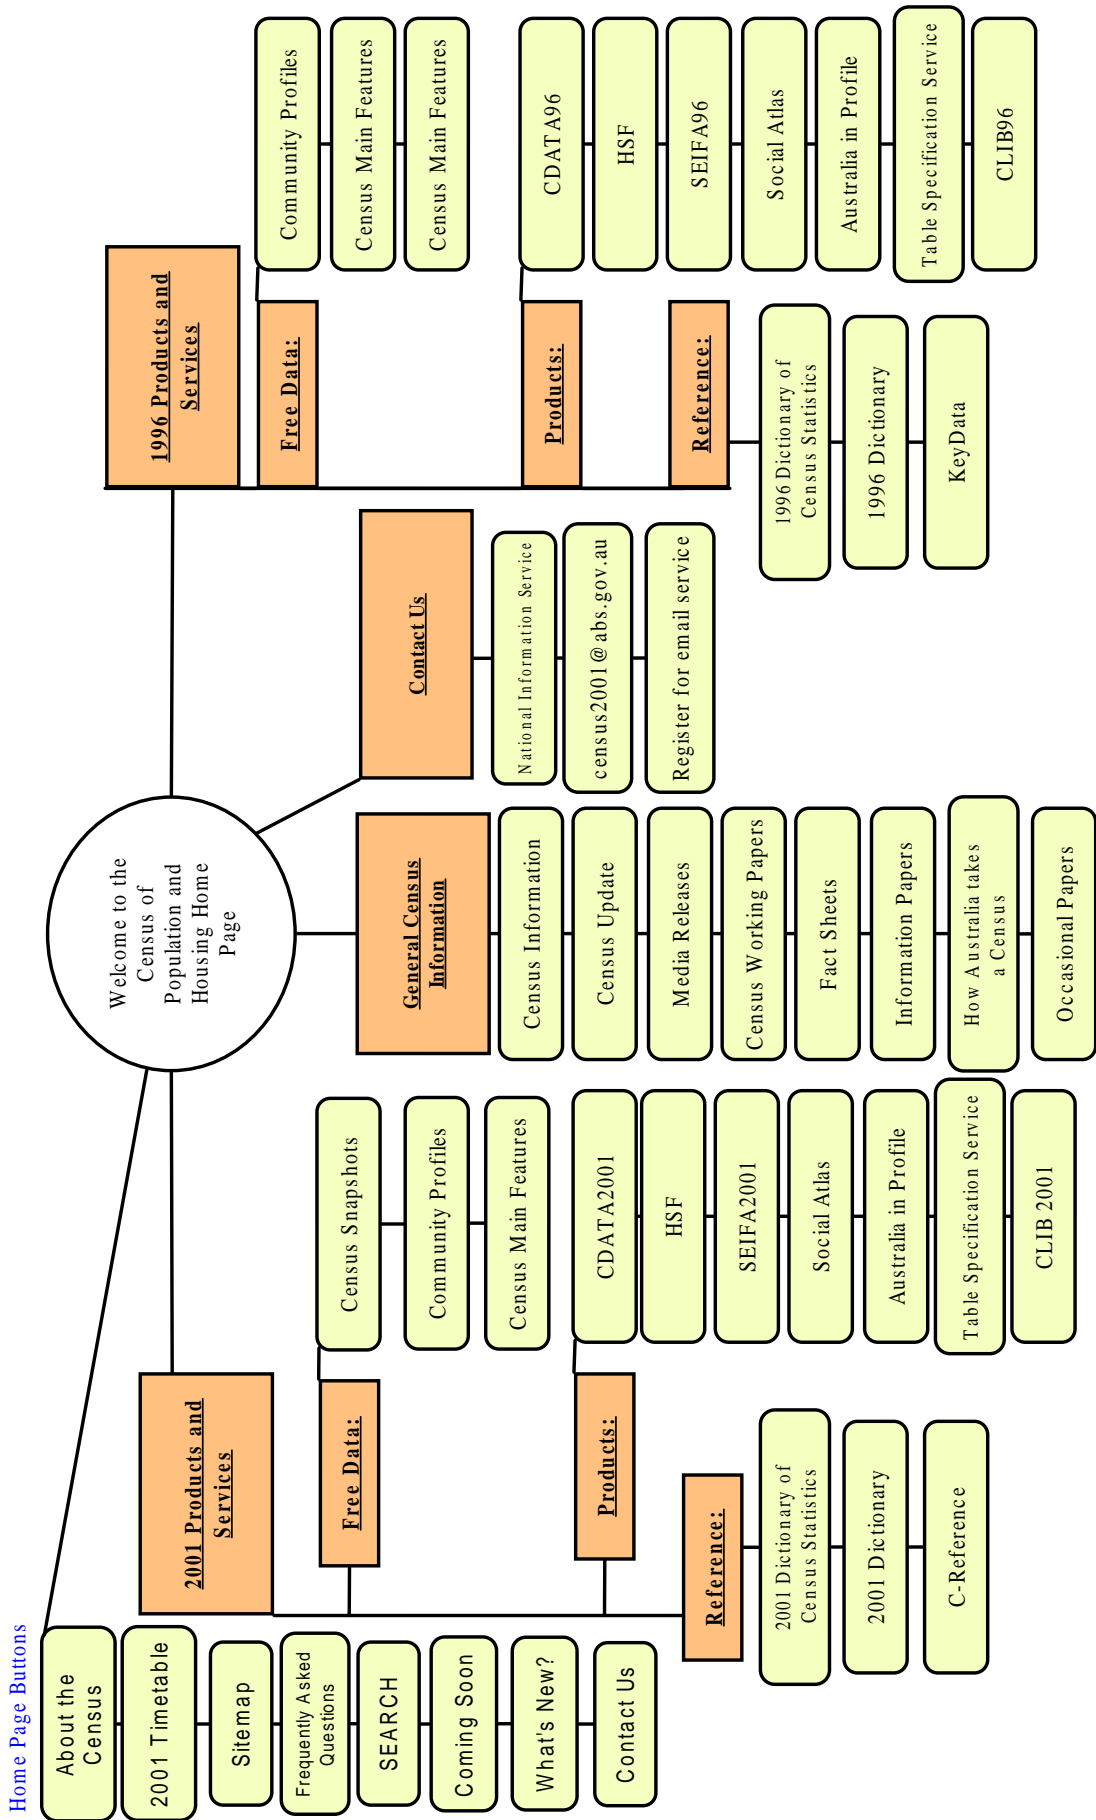 Home Page Buttons
Welcome to the
Census of
Population and
Housing Home
Page
About the
Census
2001 Timetable
Sitemap
Frequently Asked
Questions
SEARCH
Coming Soon
What's New?
Contact Us
2001 Products and
Services
Free Data:
Census Snapshots
Community Profiles
Census Main Features
Products:
CDATA2001
HSF
SEIFA2001
Social Atlas
Australia in Profile
Table Specification Service
CLIB 2001
Reference:
2001 Dictionary of
Census Statistics
2001 Dictionary
C-Reference
General Census
Information
Census Information
Census Update
Media Releases
Census Working Papers
Fact Sheets
Information Papers
How Australia takes
a Census
Occasional Papers
Contact Us
National Information Service
census2001@abs.gov.au
Register for email service
1996 Products and
Services
Free Data:
Community Profiles
Census Main Features
Census Main Features
Products:
CDATA96
HSF
SEIFA96
Social Atlas
Australia in Profile
Table Specification Service
CLIB96
Reference:
1996 Dictionary of
Census Statistics
1996 Dictionary
KeyData